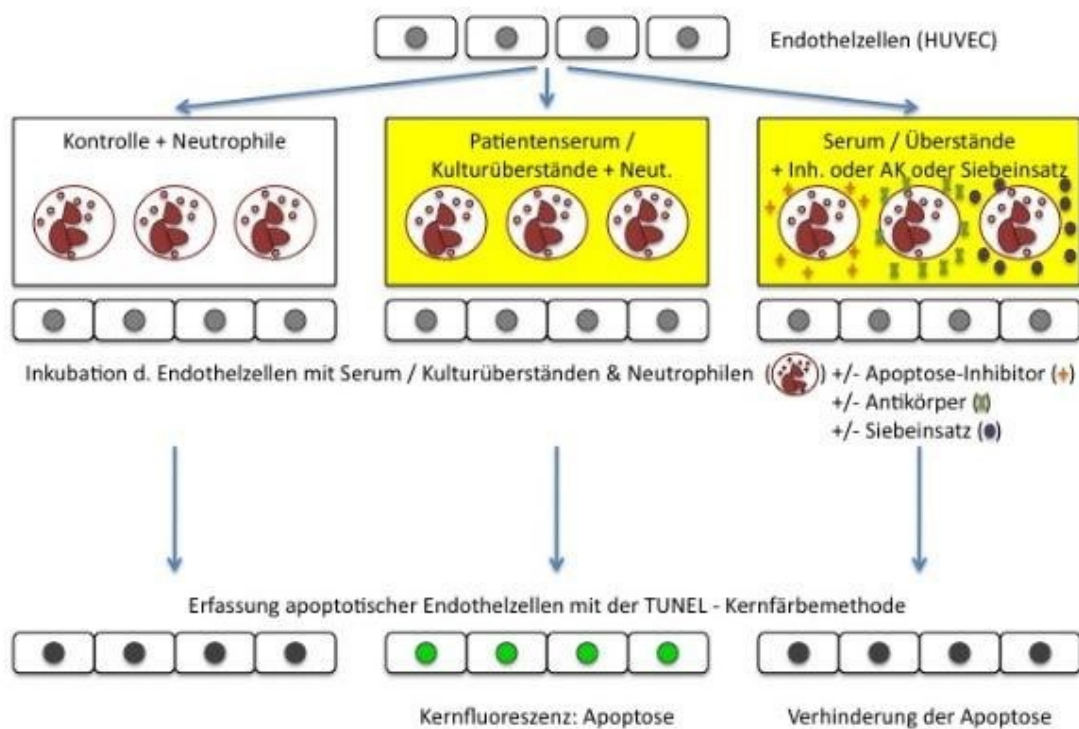 Endothelzellen (HUVEC)
Kontrolle + Neutrophile
Patientenserum /
Kulturüberstände + Neut.
Serum / Überstände
+ Inh. oder AK oder Siebeinsatz
Inkubation d. Endothelzellen mit Serum / Kulturüberständen & Neutrophilen ( ) +/- Apoptose-Inhibitor ( )
+/- Antikörper ( )
+/- Siebeinsatz ( )
Erfassung apoptotischer Endothelzellen mit der TUNEL - Kernfärbemethode
Kernfluoreszenz: Apoptose
Verhinderung der Apoptose